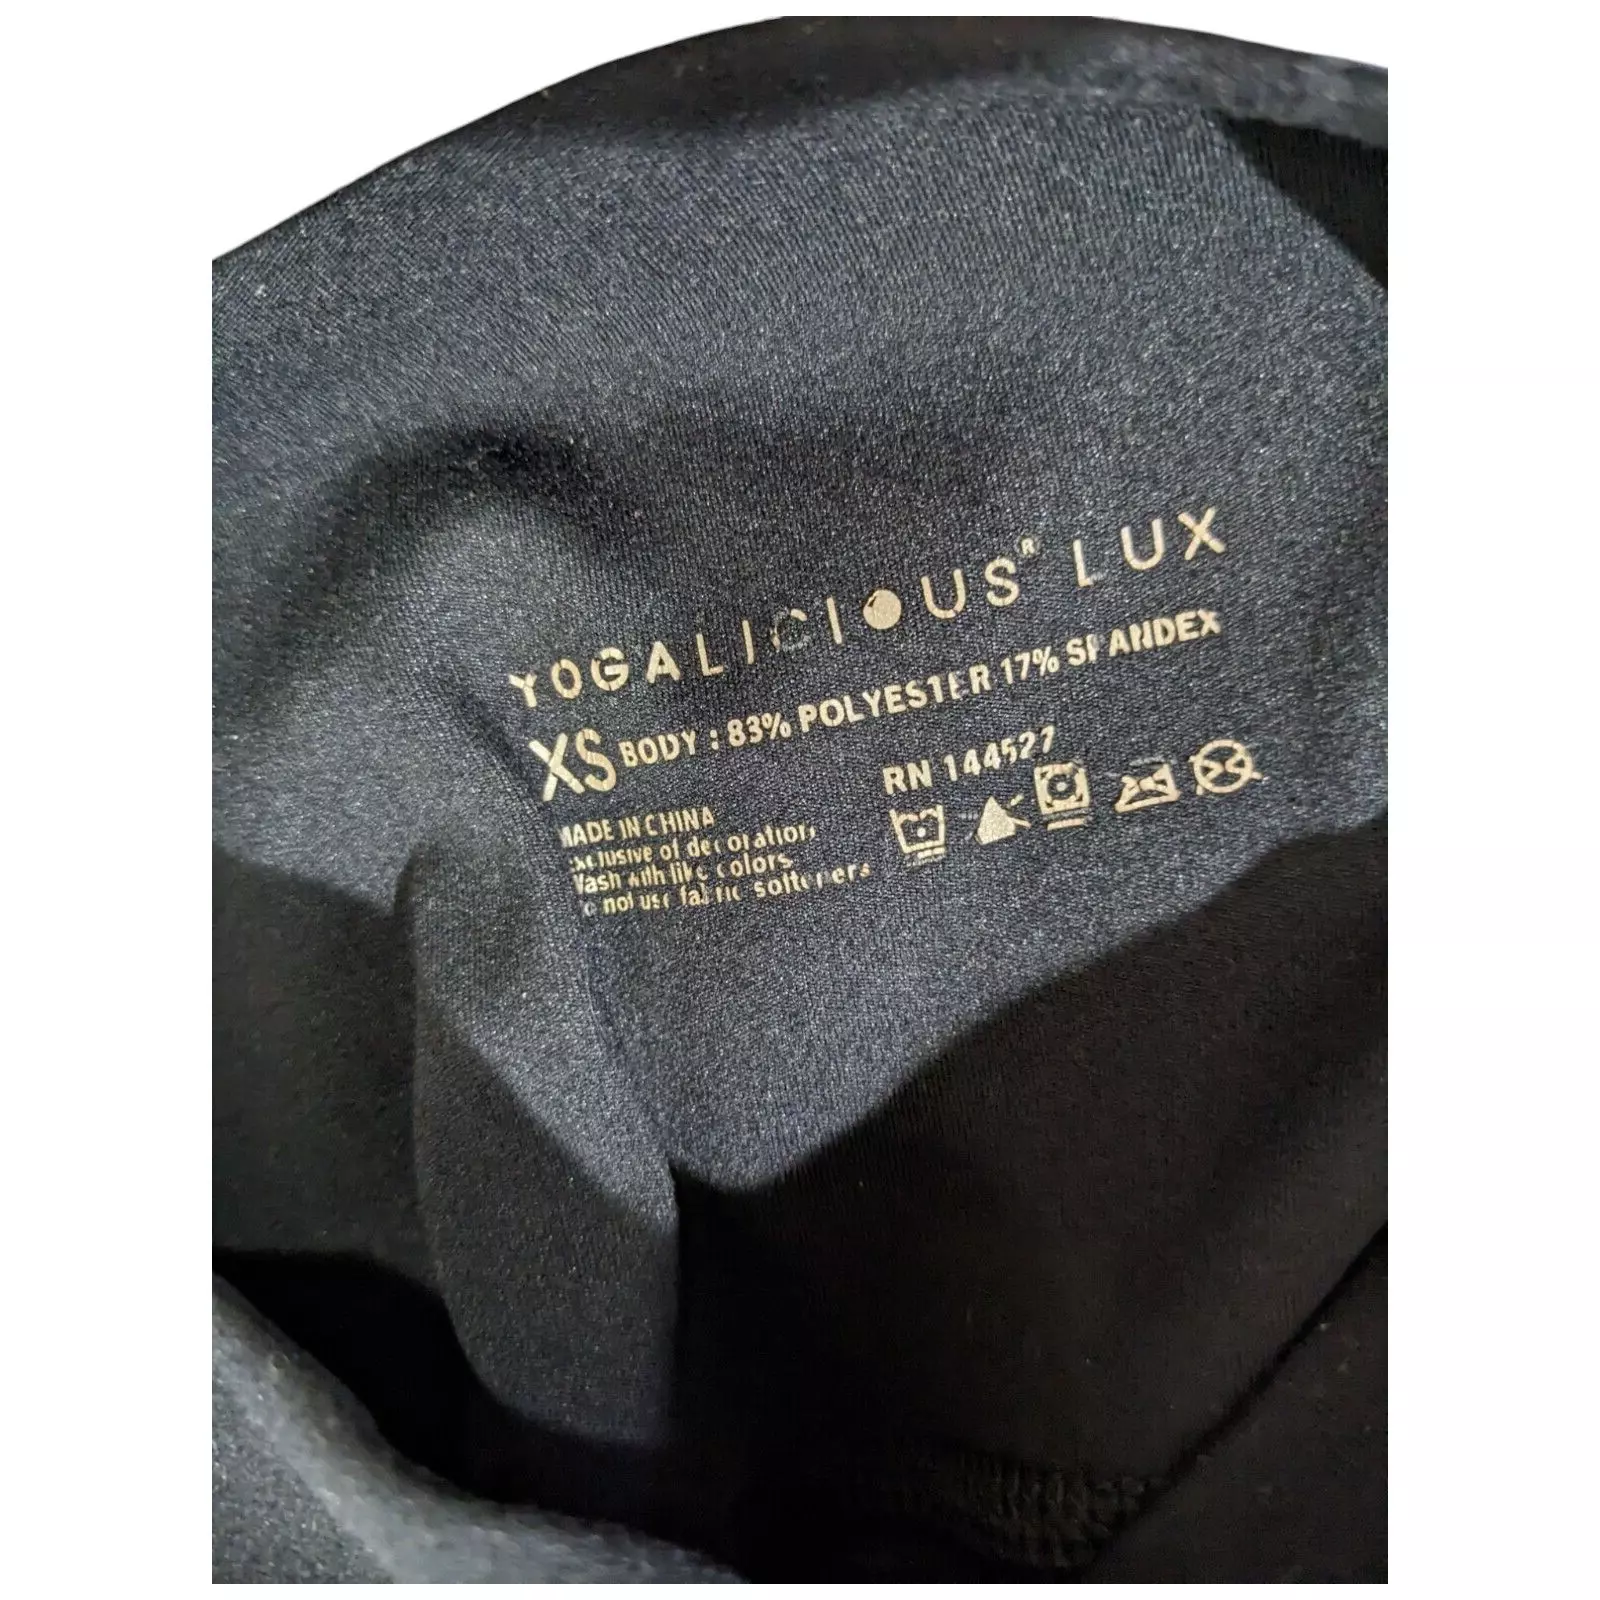 YOGALICIOUS® LUX
XS BODY : 83% POLYESTER 17% SPANDEX
RN 144527
MADE IN CHINA
Exclusive of decoration
Wash with like colors
Do not use fabric softeners